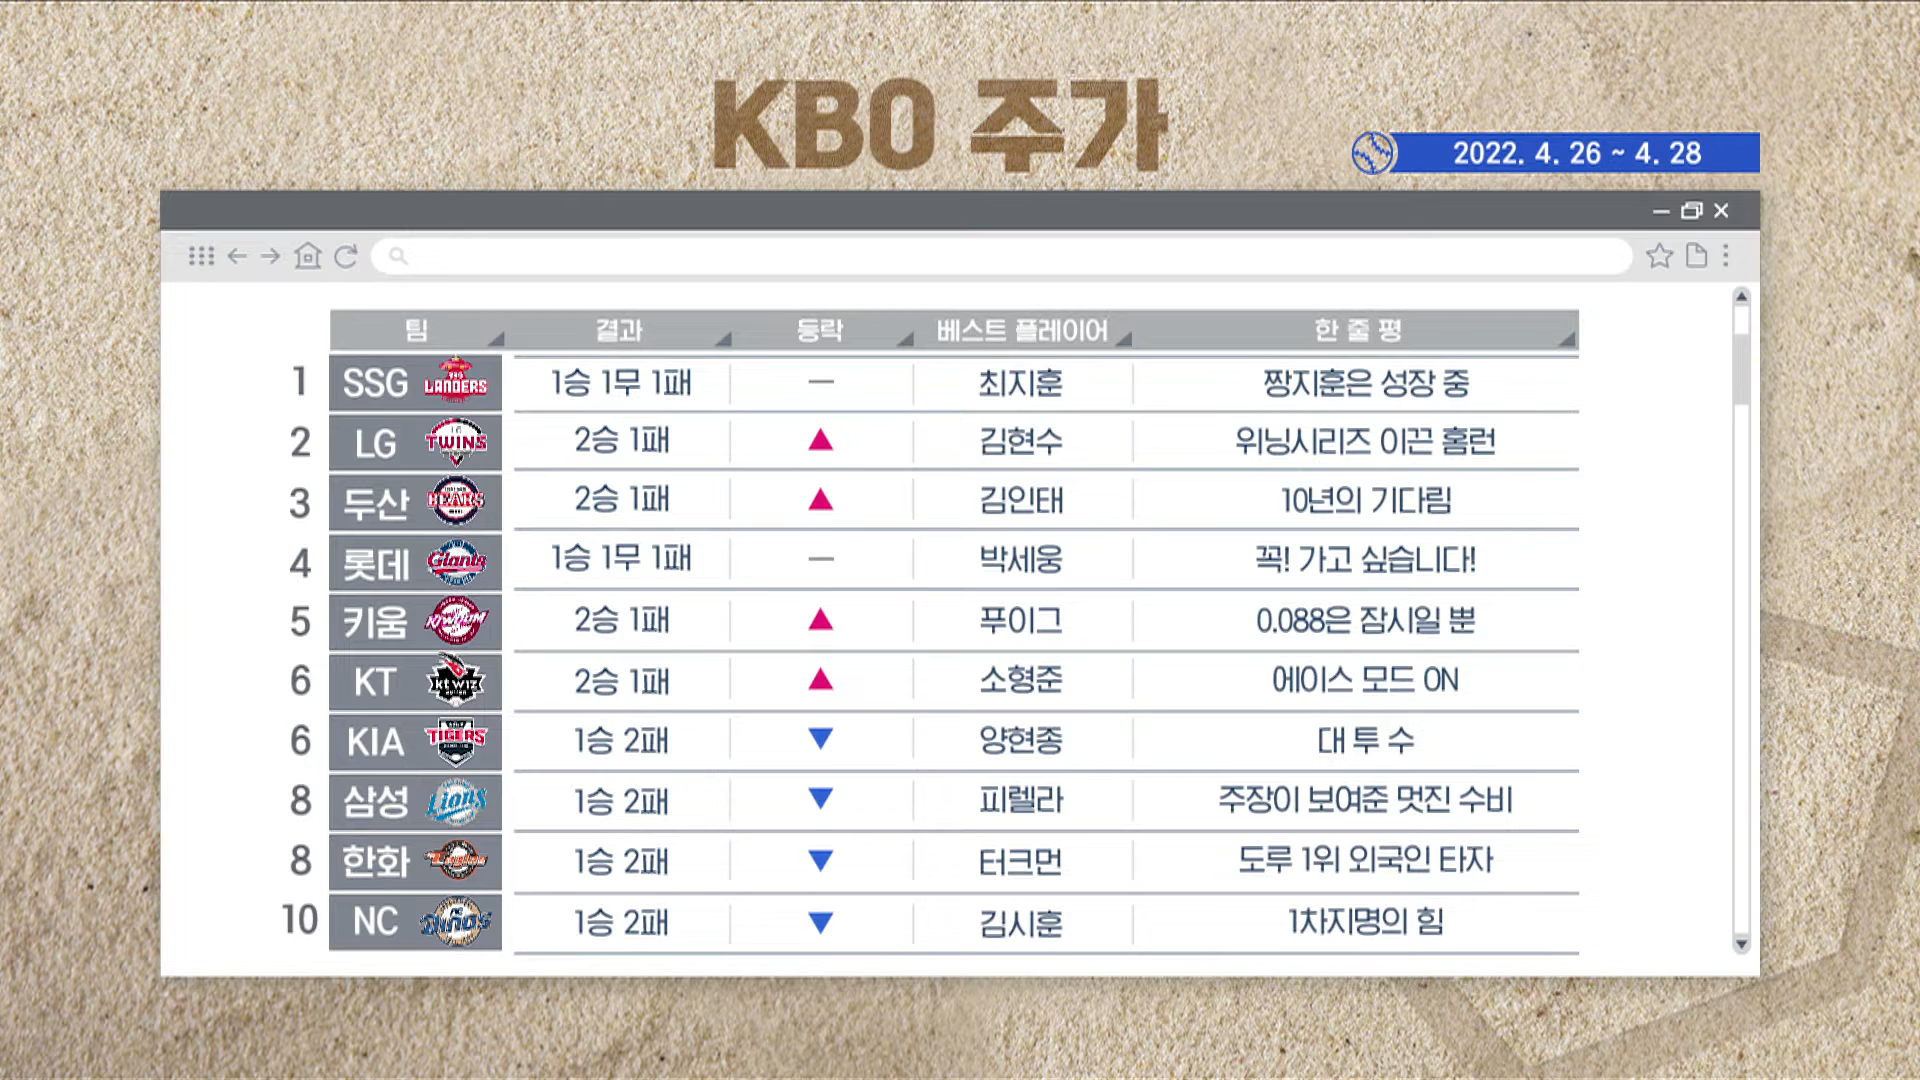 KBO 주가
2022. 4. 26 ~ 4. 28
팀 결과 등락 베스트 플레이어 한 줄 평
1 SSG LANDERS 1승 1무 1패 — 최지훈 짱지훈은 성장 중
2 LG TWINS 2승 1패 ▲ 김현수 위닝시리즈 이끈 홈런
3 두산 BEARS 2승 1패 ▲ 김인태 10년의 기다림
4 롯데 Giants 1승 1무 1패 — 박세웅 꼭! 가고 싶습니다!
5 키움 KIWOOM 2승 1패 ▲ 푸이그 0.088은 잠시일 뿐
6 KT kt wiz 2승 1패 ▲ 소형준 에이스 모드 ON
6 KIA TIGERS 1승 2패 ▼ 양현종 대 투 수
8 삼성 Lions 1승 2패 ▼ 피렐라 주장이 보여준 멋진 수비
8 한화 Eagles 1승 2패 ▼ 터크먼 도루 1위 외국인 타자
10 NC NC Dinos 1승 2패 ▼ 김시훈 1차지명의 힘